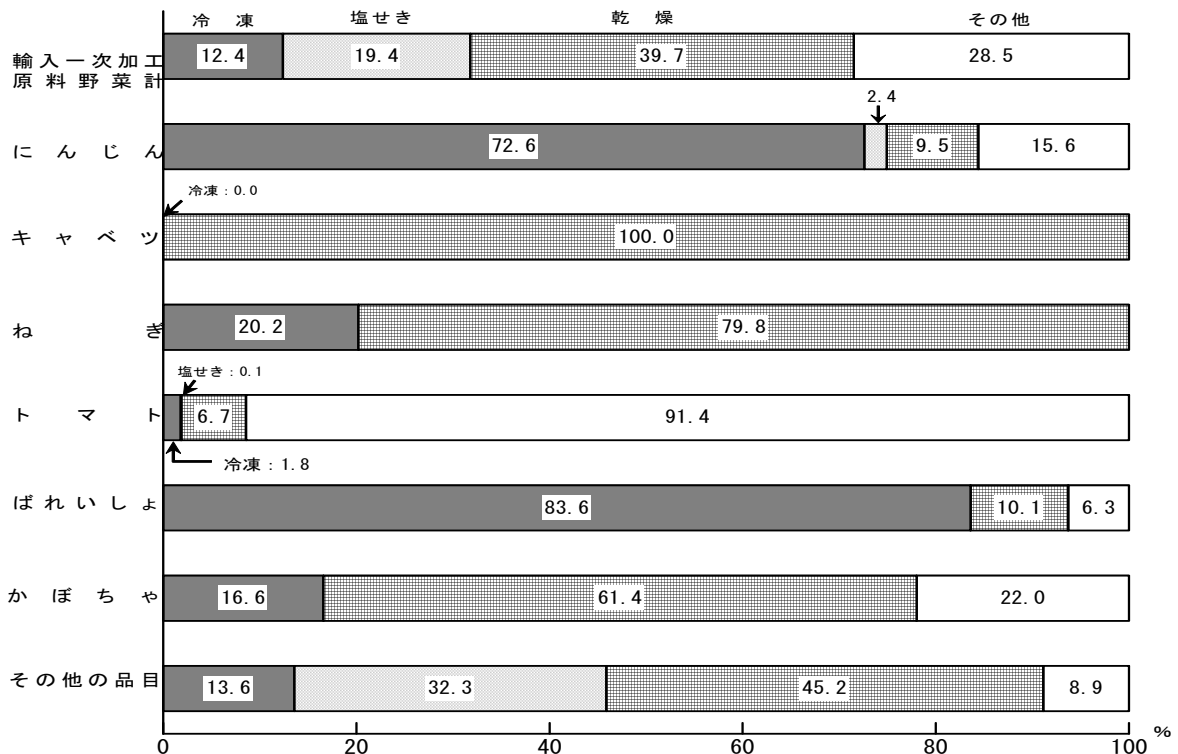 冷凍 塩せき 乾燥 その他
輸入一次加工
原料野菜計
12.4 19.4 39.7 28.5
2.4
にんじん 72.6 9.5 15.6
冷凍：0.0
キャベツ 100.0
ねぎ 20.2 79.8
塩せき：0.1
トマト 6.7 91.4
冷凍：1.8
ばれいしょ 83.6 10.1 6.3
かぼちゃ 16.6 61.4 22.0
その他の品目 13.6 32.3 45.2 8.9
0 20 40 60 80 100 %